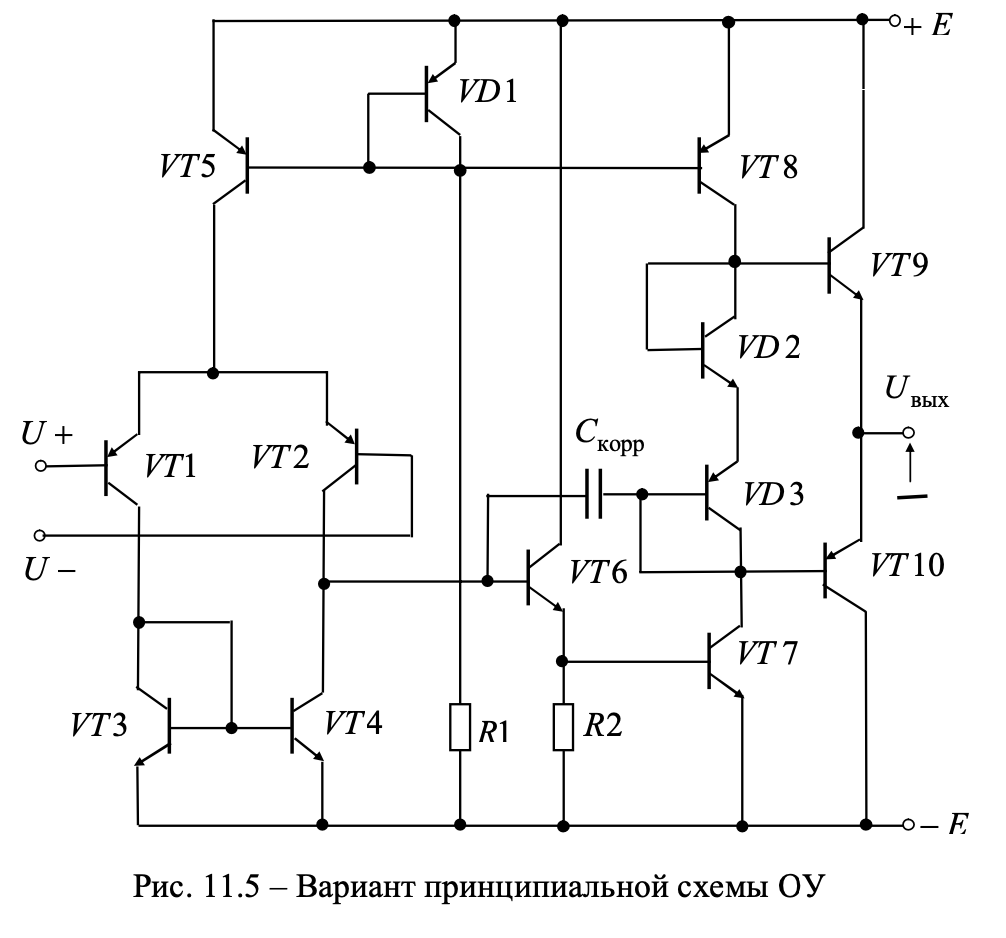 + E
VD1
VT5
VT8
VT9
VD2
U вых
U +
C корр
VT1
VT2
VD3
U −
VT6
VT10
VT7
VT3
VT4
R1
R2
− E
Рис. 11.5 – Вариант принципиальной схемы ОУ